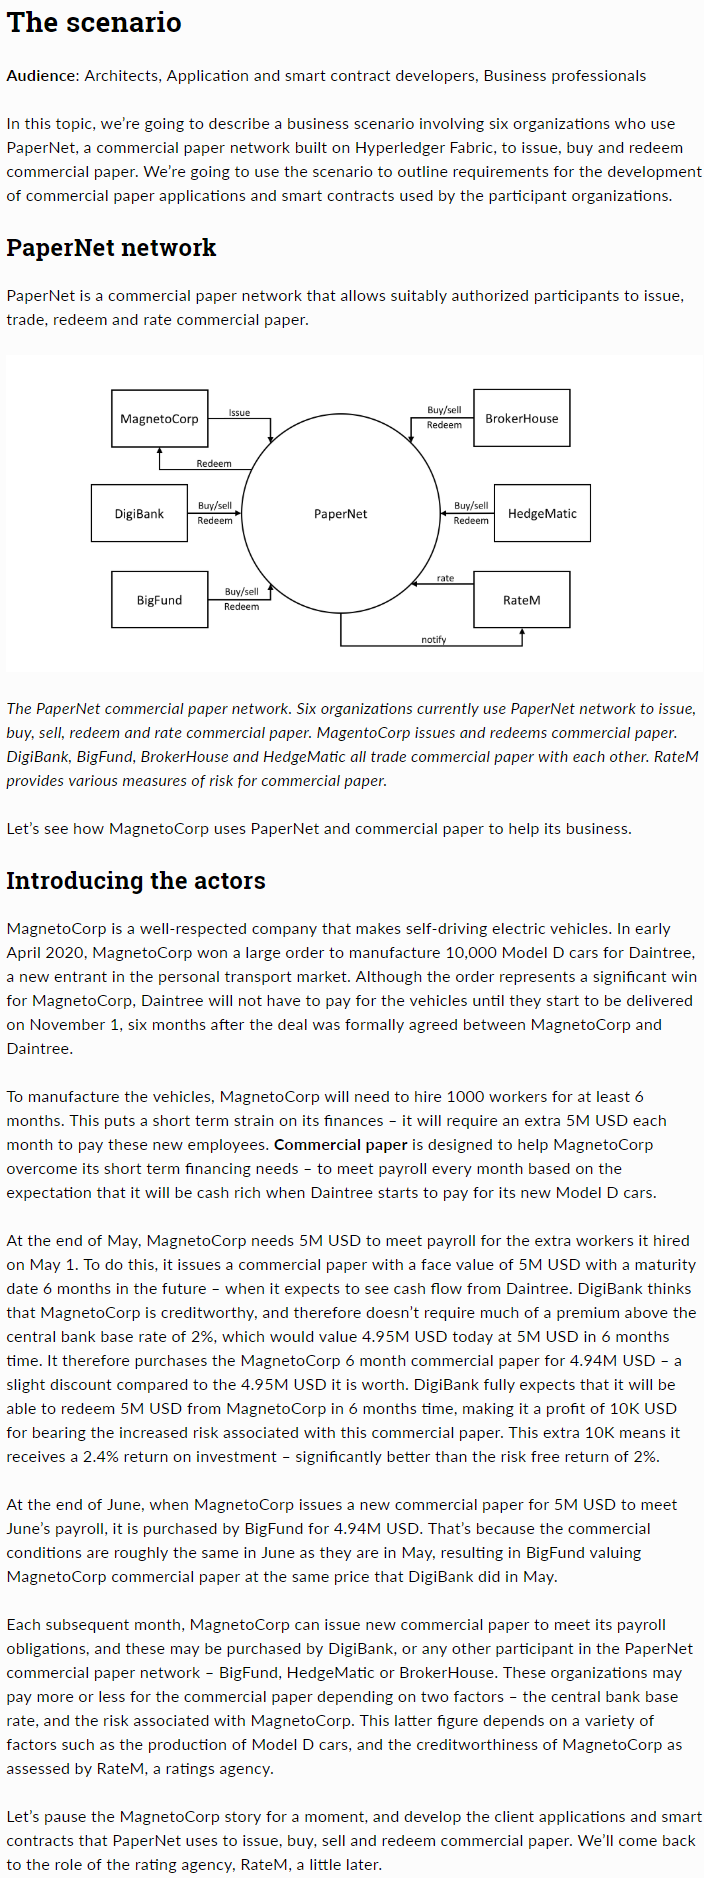 The scenario
Audience: Architects, Application and smart contract developers, Business professionals
In this topic, we're going to describe a business scenario involving six organizations who use
PaperNet, a commercial paper network built on Hyperledger Fabric, to issue, buy and redeem
commercial paper. We're going to use the scenario to outline requirements for the development
of commercial paper applications and smart contracts used by the participant organizations.
PaperNet network
PaperNet is a commercial paper network that allows suitably authorized participants to issue,
trade, redeem and rate commercial paper.
MagnetoCorp
Issue
Redeem
Buy/sell
Redeem
BrokerHouse
DigiBank
Buy/sell
Redeem
PaperNet
Buy/sell
Redeem
HedgeMatic
BigFund
Buy/sell
Redeem
rate
RateM
notify
The PaperNet commercial paper network. Six organizations currently use PaperNet network to issue,
buy, sell, redeem and rate commercial paper. MagentoCorp issues and redeems commercial paper.
DigiBank, BigFund, BrokerHouse and HedgeMatic all trade commercial paper with each other. RateM
provides various measures of risk for commercial paper.
Let's see how MagnetoCorp uses PaperNet and commercial paper to help its business.
Introducing the actors
MagnetoCorp is a well-respected company that makes self-driving electric vehicles. In early
April 2020, MagnetoCorp won a large order to manufacture 10,000 Model D cars for Daintree,
a new entrant in the personal transport market. Although the order represents a significant win
for MagnetoCorp, Daintree will not have to pay for the vehicles until they start to be delivered
on November 1, six months after the deal was formally agreed between MagnetoCorp and
Daintree.
To manufacture the vehicles, MagnetoCorp will need to hire 1000 workers for at least 6
months. This puts a short term strain on its finances – it will require an extra 5M USD each
month to pay these new employees. Commercial paper is designed to help MagnetoCorp
overcome its short term financing needs – to meet payroll every month based on the
expectation that it will be cash rich when Daintree starts to pay for its new Model D cars.
At the end of May, MagnetoCorp needs 5M USD to meet payroll for the extra workers it hired
on May 1. To do this, it issues a commercial paper with a face value of 5M USD with a maturity
date 6 months in the future – when it expects to see cash flow from Daintree. DigiBank thinks
that MagnetoCorp is creditworthy, and therefore doesn't require much of a premium above the
central bank base rate of 2%, which would value 4.95M USD today at 5M USD in 6 months
time. It therefore purchases the MagnetoCorp 6 month commercial paper for 4.94M USD – a
slight discount compared to the 4.95M USD it is worth. DigiBank fully expects that it will be
able to redeem 5M USD from MagnetoCorp in 6 months time, making it a profit of 10K USD
for bearing the increased risk associated with this commercial paper. This extra 10K means it
receives a 2.4% return on investment – significantly better than the risk free return of 2%.
At the end of June, when MagnetoCorp issues a new commercial paper for 5M USD to meet
June's payroll, it is purchased by BigFund for 4.94M USD. That's because the commercial
conditions are roughly the same in June as they are in May, resulting in BigFund valuing
MagnetoCorp commercial paper at the same price that DigiBank did in May.
Each subsequent month, MagnetoCorp can issue new commercial paper to meet its payroll
obligations, and these may be purchased by DigiBank, or any other participant in the PaperNet
commercial paper network – BigFund, HedgeMatic or BrokerHouse. These organizations may
pay more or less for the commercial paper depending on two factors – the central bank base
rate, and the risk associated with MagnetoCorp. This latter figure depends on a variety of
factors such as the production of Model D cars, and the creditworthiness of MagnetoCorp as
assessed by RateM, a ratings agency.
Let's pause the MagnetoCorp story for a moment, and develop the client applications and smart
contracts that PaperNet uses to issue, buy, sell and redeem commercial paper. We'll come back
to the role of the rating agency, RateM, a little later.